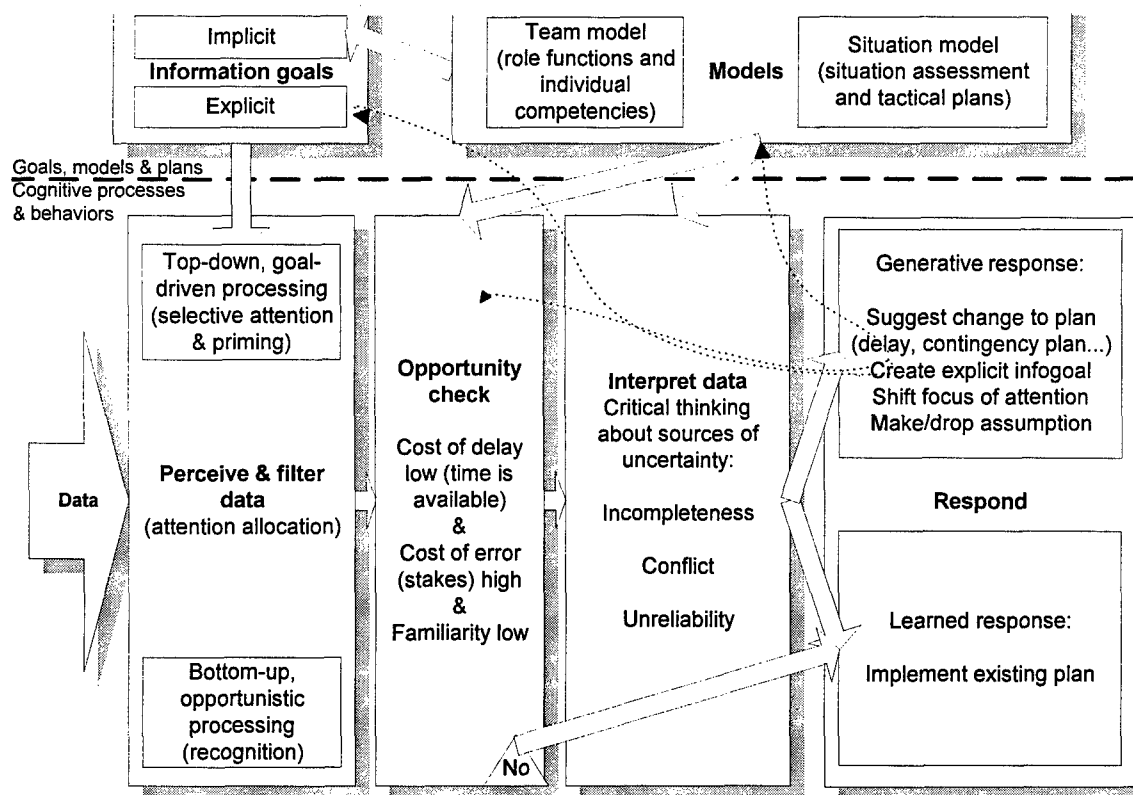 Implicit
Information goals
Explicit
Team model
(role functions and
individual
competencies)
Models
Situation model
(situation assessment
and tactical plans)
Goals, models & plans
Cognitive processes
& behaviors
Data
Top-down, goal-
driven processing
(selective attention
& priming)
Perceive & filter
data
(attention allocation)
Bottom-up,
opportunistic
processing
(recognition)
Opportunity
check
Cost of delay
low (time is
available)
&
Cost of error
(stakes) high
&
Familiarity low
No
Interpret data
Critical thinking
about sources of
uncertainty:
Incompleteness
Conflict
Unreliability
Generative response:
Suggest change to plan
(delay, contingency plan...)
Create explicit infogoal
Shift focus of attention
Make/drop assumption
Respond
Learned response:
Implement existing plan